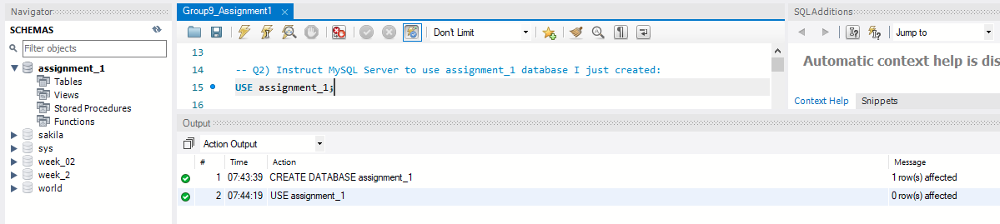 Navigator
SCHEMAS
Filter objects
assignment_1
Tables
Views
Stored Procedures
Functions
sakila
sys
week_02
week_2
world
Group9_Assignment1
Don't Limit
13
14 -- Q2) Instruct MySQL Server to use assignment_1 database I just created:
15 USE assignment_1;
16
SQLAdditions
Jump to
Automatic context help is dis
Context Help Snippets
Output
Action Output
# Time Action Message
1 07:43:39 CREATE DATABASE assignment_1 1 row(s) affected
2 07:44:19 USE assignment_1 0 row(s) affected